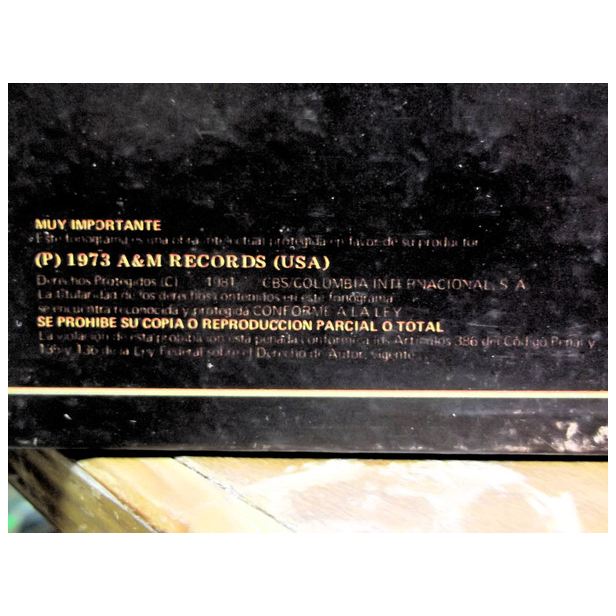 MUY IMPORTANTE
Este fonograma es una obra intelectual protegida en favor de su productor
(P) 1973 A&M RECORDS (USA)
Derechos Protegidos (C) 1981 CBS/COLUMBIA INTERNACIONAL, S. A.
La titularidad de los derechos contenidos en este fonograma
se encuentra reconocida y protegida CONFORME A LA LEY
SE PROHIBE SU COPIA O REPRODUCCION PARCIAL O TOTAL
La violación de esta prohibición está penada conforme a los Artículos 386 del Código Penal y
135 y 136 de la Ley Federal sobre el Derecho de Autor, vigente